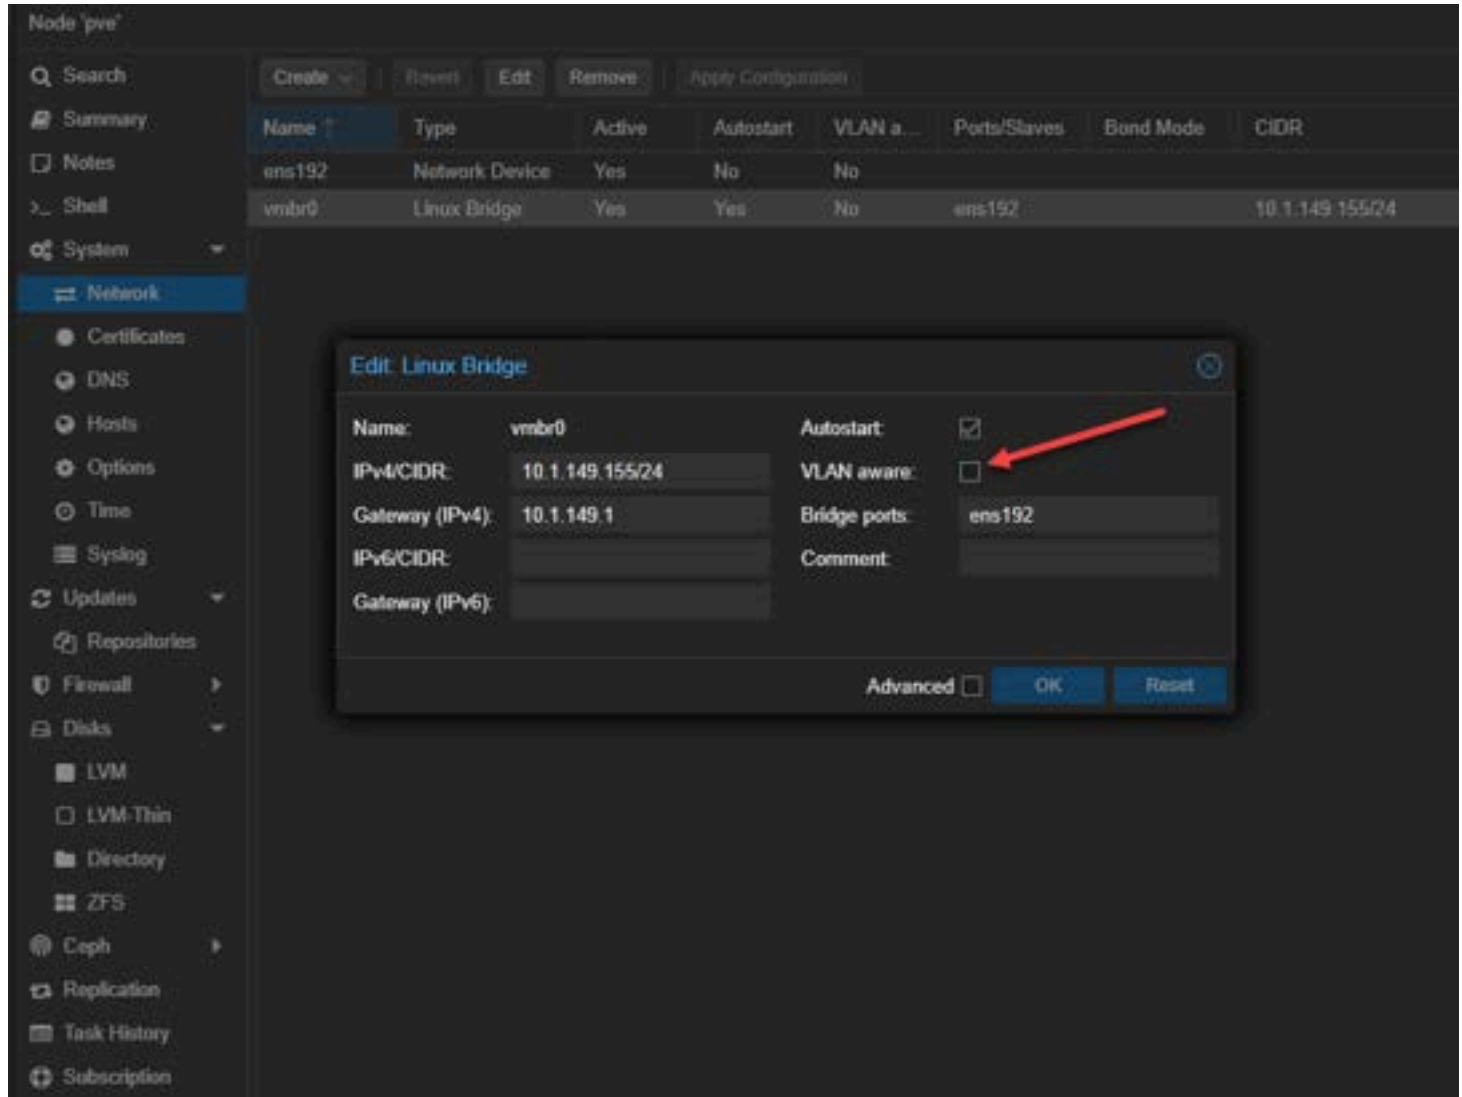 Node 'pve'
Search
Summary
Notes
>_ Shell
System
Network
Certificates
DNS
Hosts
Options
Time
Syslog
Updates
Repositories
Firewall
Disks
LVM
LVM-Thin
Directory
ZFS
Ceph
Replication
Task History
Subscription
Create Revert Edit Remove Apply Configuration
Name ↑ Type Active Autostart VLAN a... Ports/Slaves Bond Mode CIDR
ens192 Network Device Yes No No
vmbr0 Linux Bridge Yes Yes No ens192 10.1.149.155/24
Edit: Linux Bridge
Name: vmbr0 Autostart:
IPv4/CIDR: 10.1.149.155/24 VLAN aware:
Gateway (IPv4): 10.1.149.1 Bridge ports: ens192
IPv6/CIDR: Comment:
Gateway (IPv6):
Advanced OK Reset